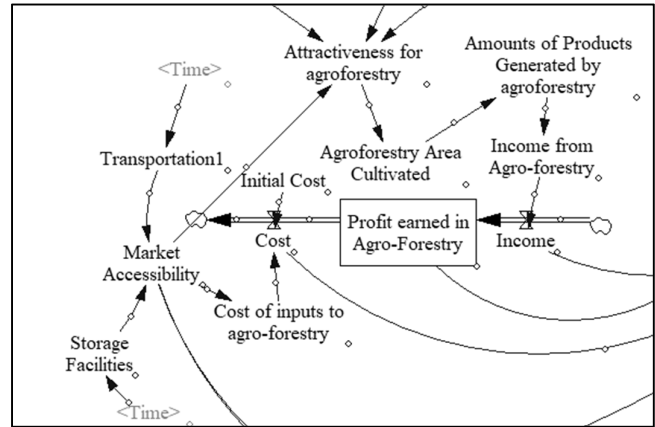 Attractiveness for
agroforestry
Amounts of Products
Generated by
agroforestry
<Time>
Transportation1
Agroforestry Area
Cultivated
Income from
Agro-forestry
Initial Cost
Cost
Profit earned in
Agro-Forestry
Income
Market
Accessibility
Cost of inputs to
agro-forestry
Storage
Facilities
<Time>